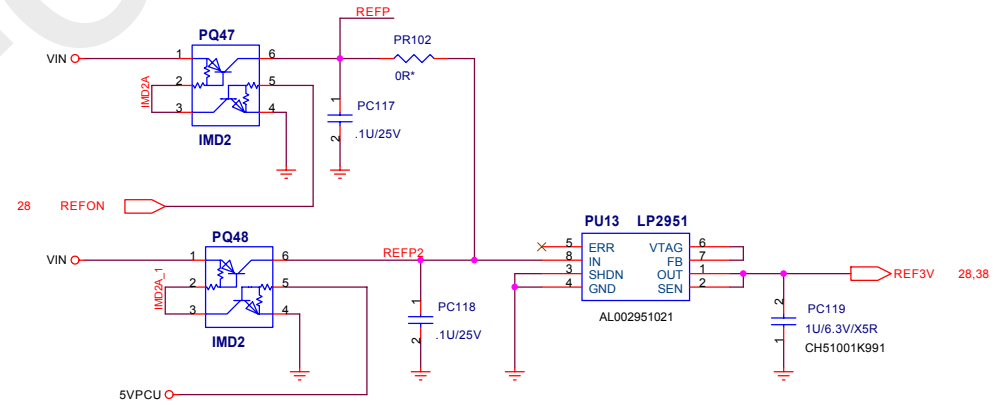 REFP
PQ47
PR102
VIN
1
6
0R*
2
5
IMD2A
3
4
1
PC117
IMD2
2
.1U/25V
28 REFON
PQ48
PU13 LP2951
VIN
1
6
REFP2
5
ERR
VTAG
6
8
IN
FB
7
2
5
3
SHDN
OUT
1
REF3V 28,38
IMD2A_1
4
GND
SEN
2
3
4
1
PC118
AL002951021
2
PC119
IMD2
2
.1U/25V
1U/6.3V/X5R
1
CH51001K991
5VPCU